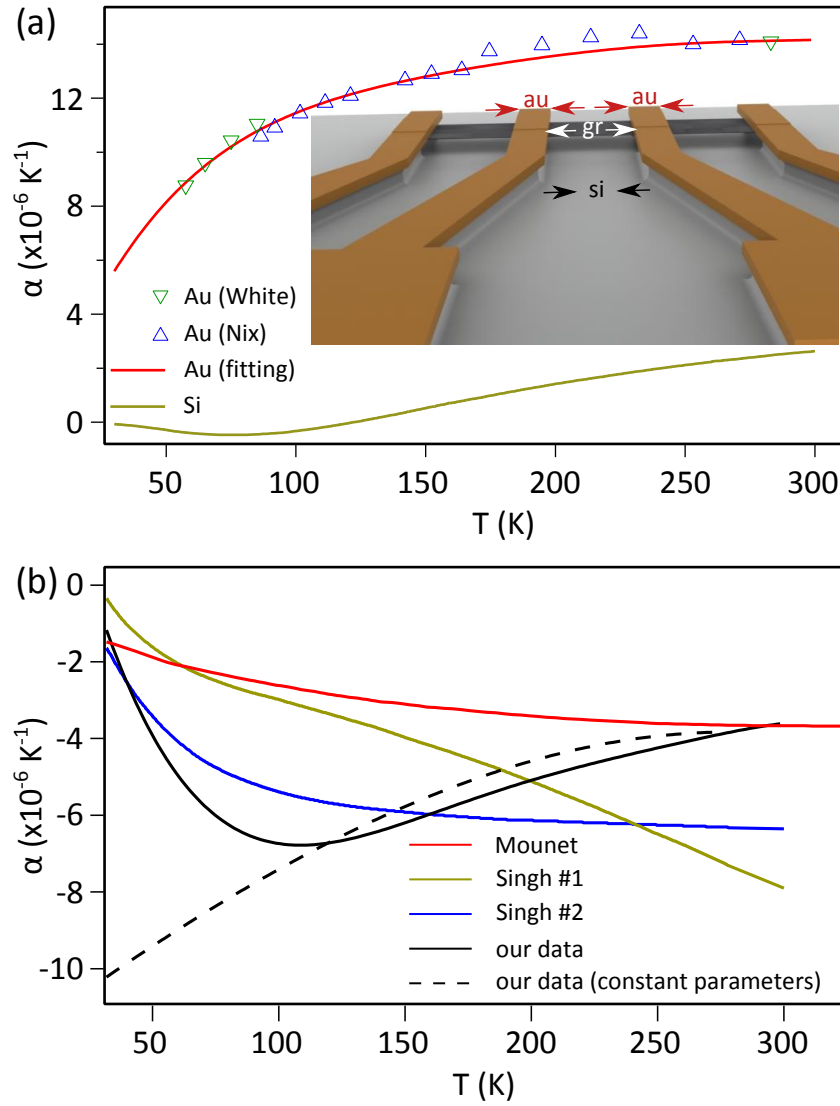 (a)
α (x10⁻⁶ K⁻¹)
12
8
4
0
au au
gr
si
Au (White)
Au (Nix)
Au (fitting)
Si
50 100 150 200 250 300
T (K)
(b)
α (x10⁻⁶ K⁻¹)
0
-2
-4
-6
-8
-10
Mounet
Singh #1
Singh #2
our data
our data (constant parameters)
50 100 150 200 250 300
T (K)